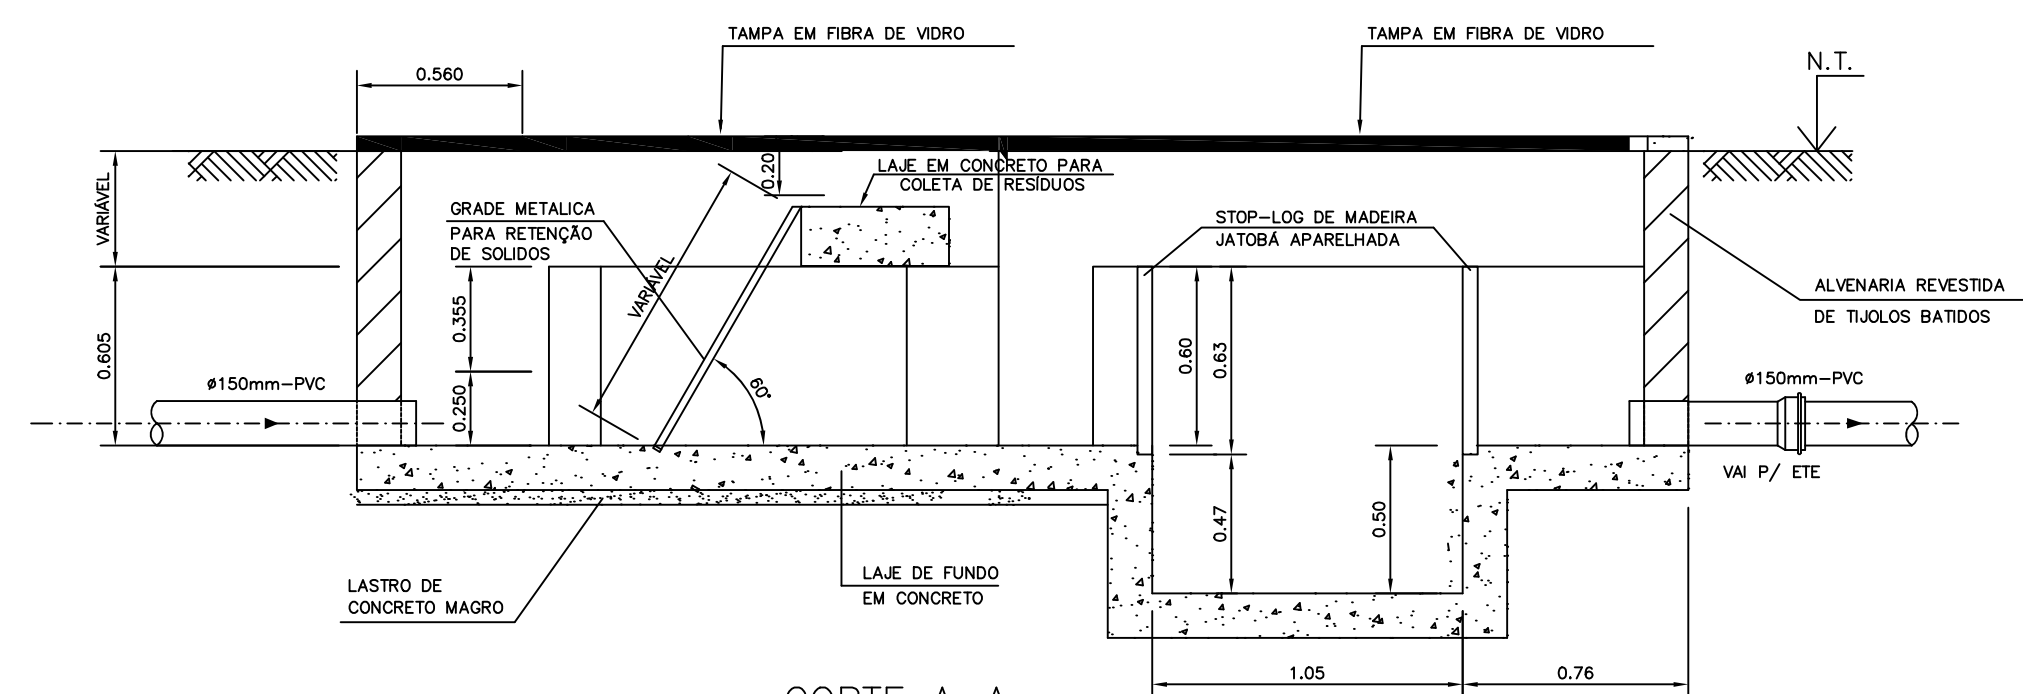 TAMPA EM FIBRA DE VIDRO
TAMPA EM FIBRA DE VIDRO
N.T.
0.560
0.20
LAJE EM CONCRETO PARA
COLETA DE RESÍDUOS
VARIÁVEL
GRADE METALICA
PARA RETENÇÃO
DE SOLIDOS
VARIÁVEL
STOP-LOG DE MADEIRA
JATOBÁ APARELHADA
ALVENARIA REVESTIDA
DE TIJOLOS BATIDOS
0.605
0.355
0.250
60°
0.60
0.63
ø150mm-PVC
ø150mm-PVC
VAI P/ ETE
0.47
0.50
LASTRO DE
CONCRETO MAGRO
LAJE DE FUNDO
EM CONCRETO
1.05
0.76
CORTE A-A